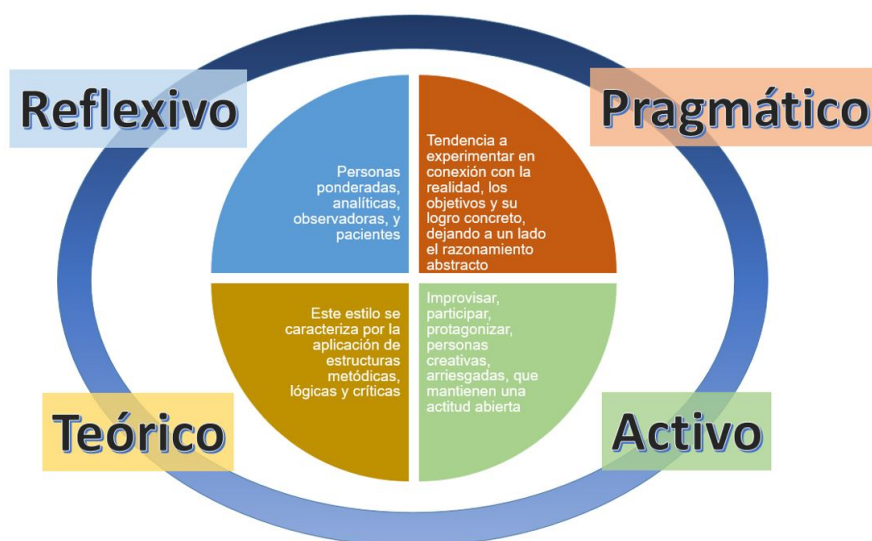 Reflexivo
Personas
ponderadas,
analíticas,
observadoras, y
pacientes
Pragmático
Tendencia a
experimentar en
conexión con la
realidad, los
objetivos y su
logro concreto,
dejando a un lado
el razonamiento
abstracto
Teórico
Este estilo se
caracteriza por la
aplicación de
estructuras
metódicas,
lógicas y críticas
Activo
Improvisar,
participar,
protagonizar,
personas
creativas,
arriesgadas, que
mantienen una
actitud abierta